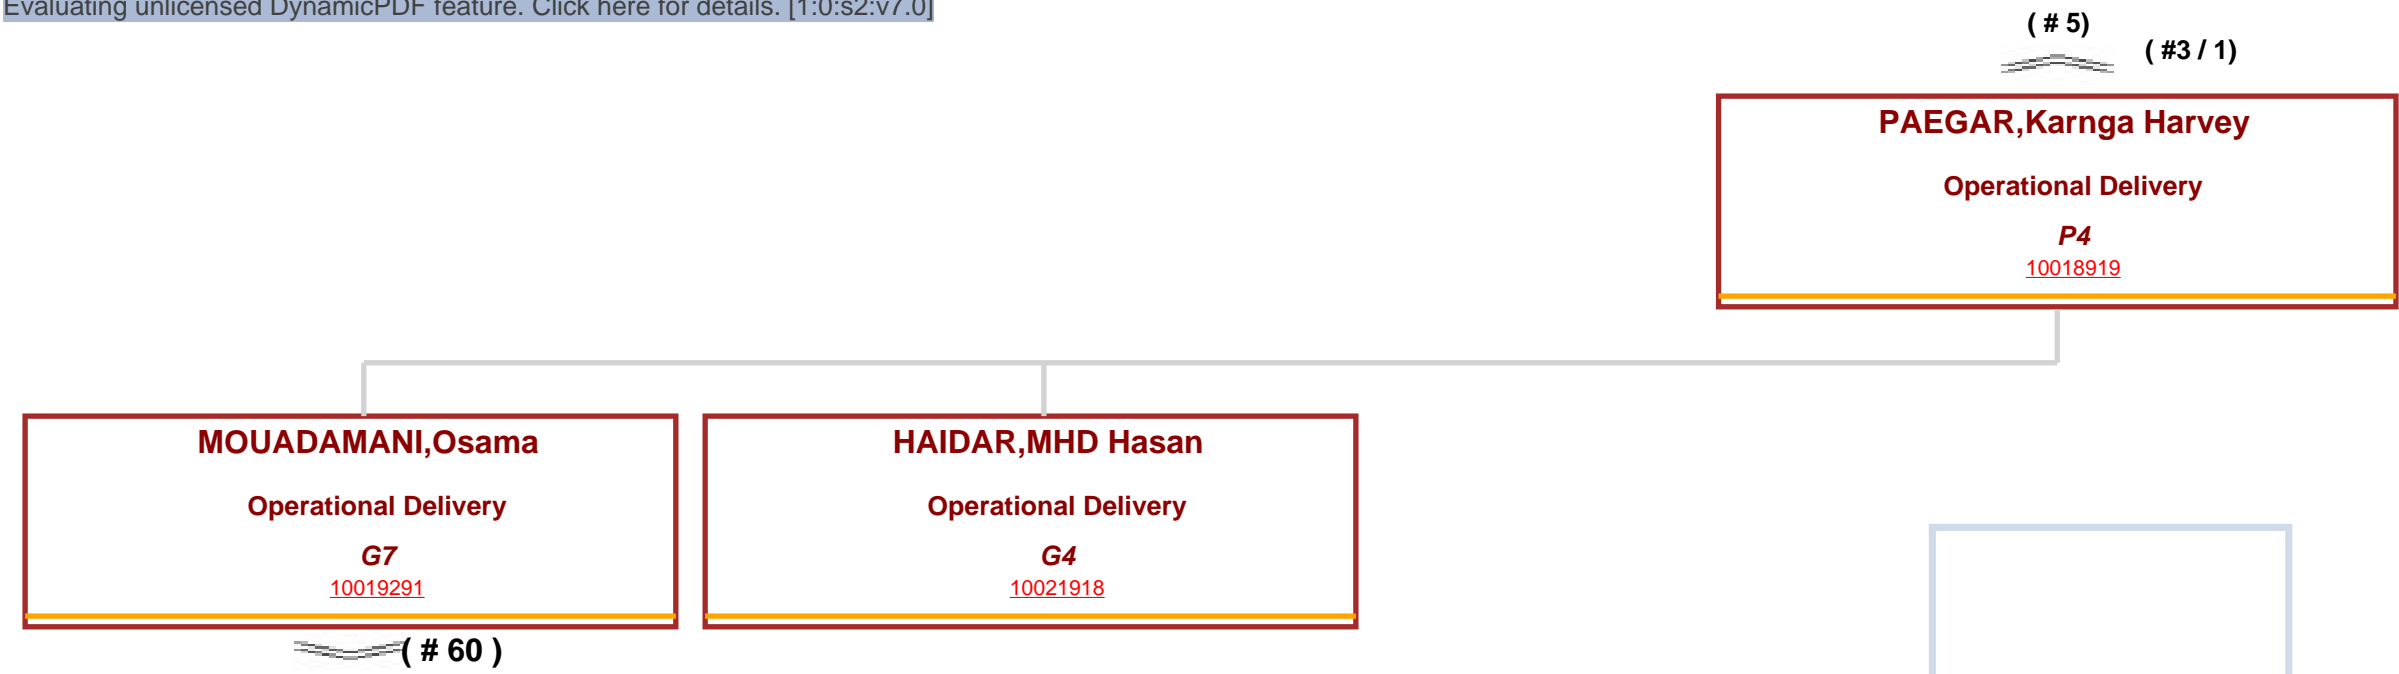 Evaluating unlicensed DynamicPDF feature. Click here for details. [1:0:s2:v7.0]
( # 5)
( #3 / 1)
PAEGAR,Karnga Harvey
Operational Delivery
P4
10018919
MOUADAMANI,Osama
Operational Delivery
G7
10019291
( # 60 )
HAIDAR,MHD Hasan
Operational Delivery
G4
10021918